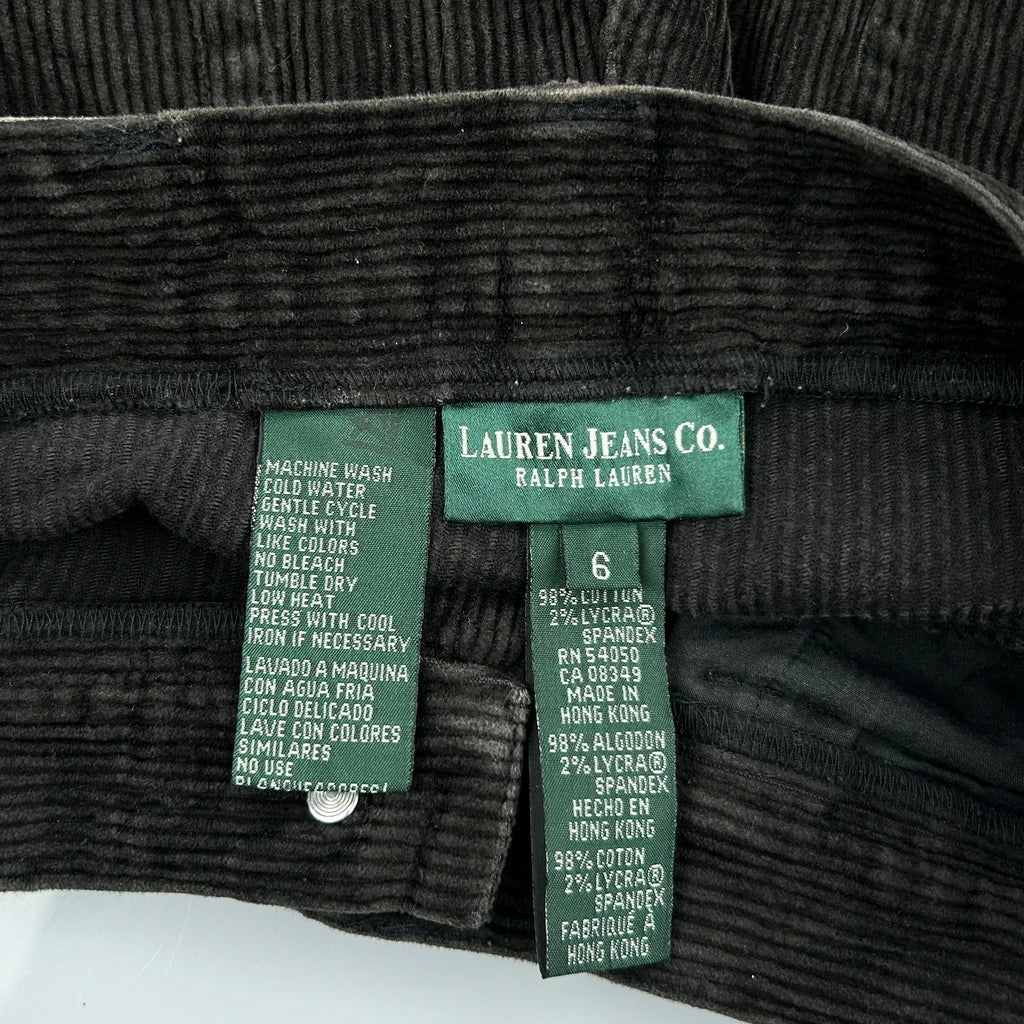 MACHINE WASH
COLD WATER
GENTLE CYCLE
WASH WITH
LIKE COLORS
NO BLEACH
TUMBLE DRY
LOW HEAT
PRESS WITH COOL
IRON IF NECESSARY
LAVADO A MAQUINA
CON AGUA FRIA
CICLO DELICADO
LAVE CON COLORES
SIMILARES
NO USE
LAUREN JEANS CO.
RALPH LAUREN
6
98% COTTON
2% LYCRA®
SPANDEX
RN 54050
CA 08349
MADE IN
HONG KONG
98% ALGODON
2% LYCRA®
SPANDEX
HECHO EN
HONG KONG
98% COTON
2% LYCRA®
SPANDEX
FABRIQUÉ À
HONG KONG